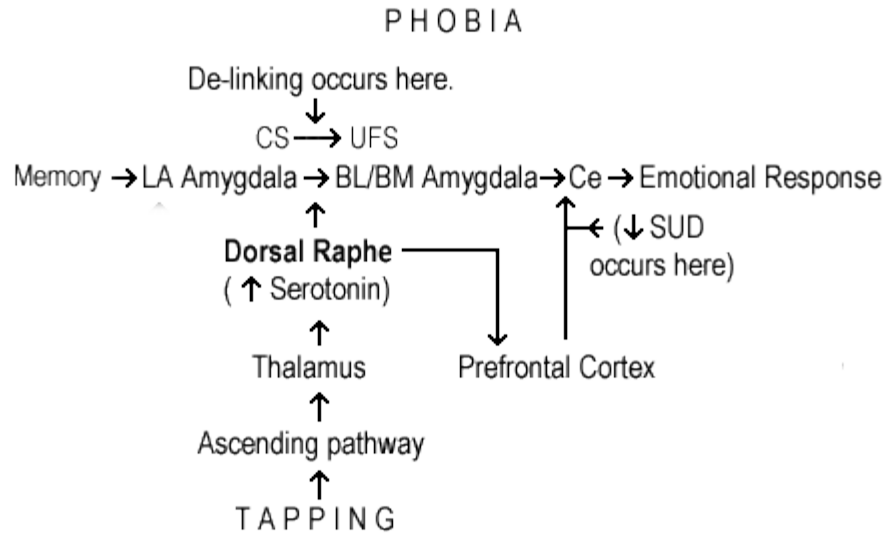 PHOBIA
De-linking occurs here.
CS → UFS
Memory → LA Amygdala → BL/BM Amygdala → Ce → Emotional Response
Dorsal Raphe
( ↑ Serotonin)
(↓ SUD
occurs here)
Thalamus
Prefrontal Cortex
Ascending pathway
TAPPING